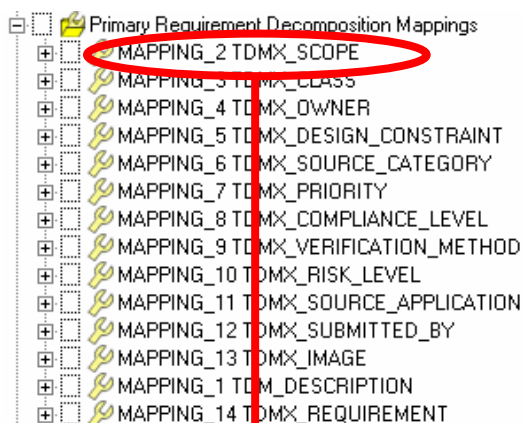 Primary Requirement Decomposition Mappings
MAPPING_2 TDMX_SCOPE
MAPPING_3 TDMX_CLASS
MAPPING_4 TDMX_OWNER
MAPPING_5 TDMX_DESIGN_CONSTRAINT
MAPPING_6 TDMX_SOURCE_CATEGORY
MAPPING_7 TDMX_PRIORITY
MAPPING_8 TDMX_COMPLIANCE_LEVEL
MAPPING_9 TDMX_VERIFICATION_METHOD
MAPPING_10 TDMX_RISK_LEVEL
MAPPING_11 TDMX_SOURCE_APPLICATION
MAPPING_12 TDMX_SUBMITTED_BY
MAPPING_13 TDMX_IMAGE
MAPPING_1 TDM_DESCRIPTION
MAPPING_14 TDMX_REQUIREMENT